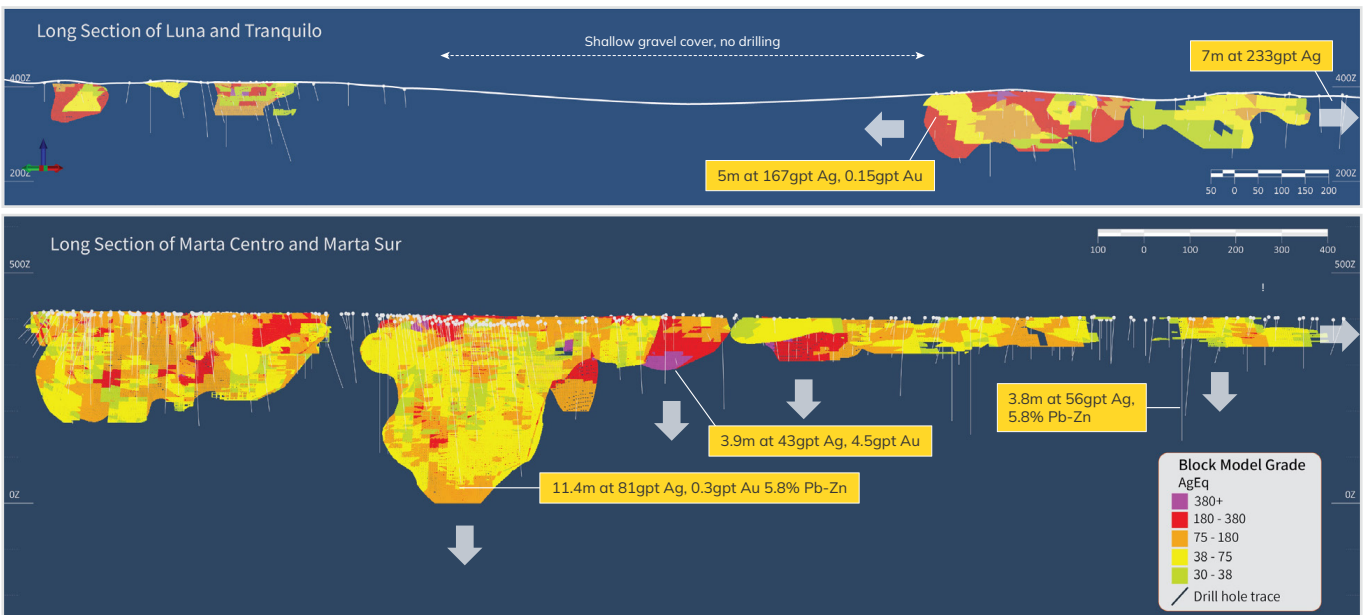 Long Section of Luna and Tranquilo
Shallow gravel cover, no drilling
7m at 233gpt Ag
400Z
400Z
5m at 167gpt Ag, 0.15gpt Au
200Z
200Z
50 0 50 100 150 200
Long Section of Marta Centro and Marta Sur
100 0 100 200 300 400
500Z
500Z
!
3.8m at 56gpt Ag,
5.8% Pb-Zn
3.9m at 43gpt Ag, 4.5gpt Au
11.4m at 81gpt Ag, 0.3gpt Au 5.8% Pb-Zn
0Z
0Z
Block Model Grade
AgEq
380+
180 - 380
75 - 180
38 - 75
30 - 38
Drill hole trace